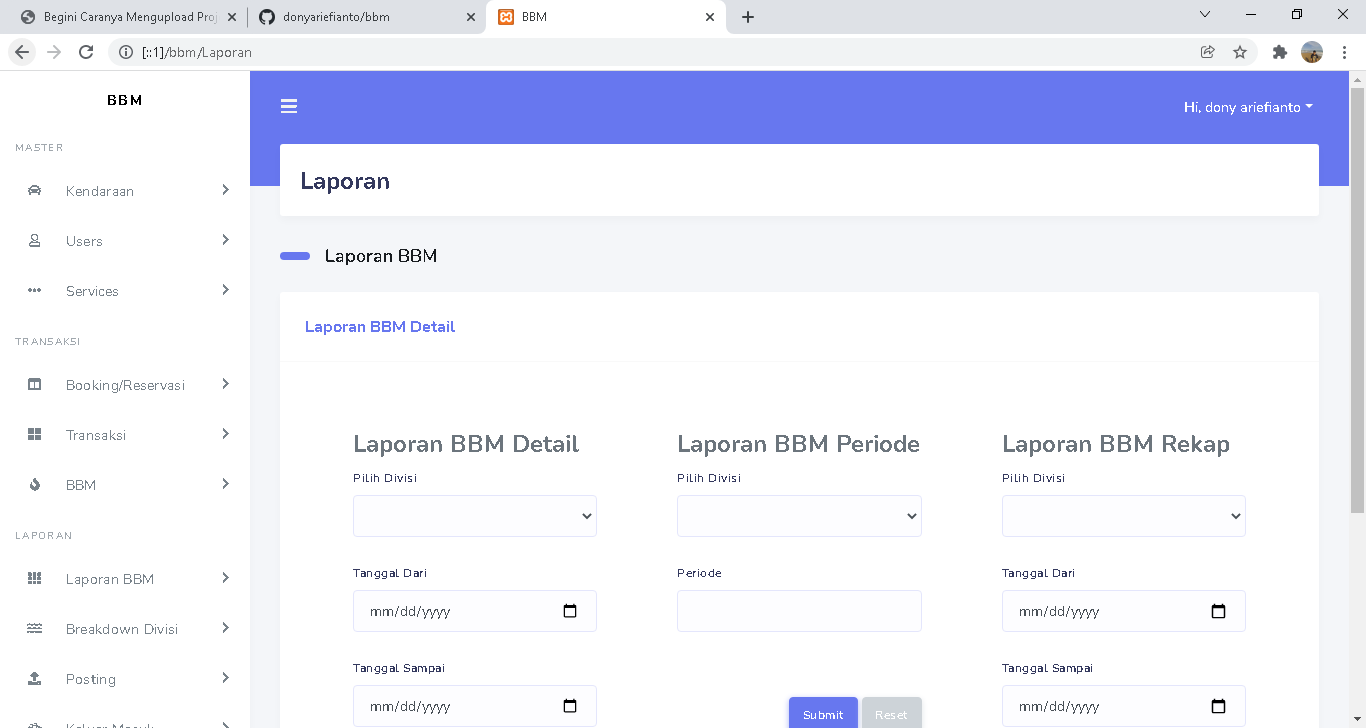 Begini Caranya Mengupload Proj
donyariefianto/bbm
BBM
[::1]/bbm/Laporan
BBM
Hi, dony ariefianto
MASTER
Kendaraan
Users
Services
TRANSAKSI
Booking/Reservasi
Transaksi
BBM
LAPORAN
Laporan BBM
Breakdown Divisi
Posting
Laporan
Laporan BBM
Laporan BBM Detail
Laporan BBM Detail
Pilih Divisi
Tanggal Dari
mm/dd/yyyy
Tanggal Sampai
mm/dd/yyyy
Laporan BBM Periode
Pilih Divisi
Periode
Submit
Reset
Laporan BBM Rekap
Pilih Divisi
Tanggal Dari
mm/dd/yyyy
Tanggal Sampai
mm/dd/yyyy